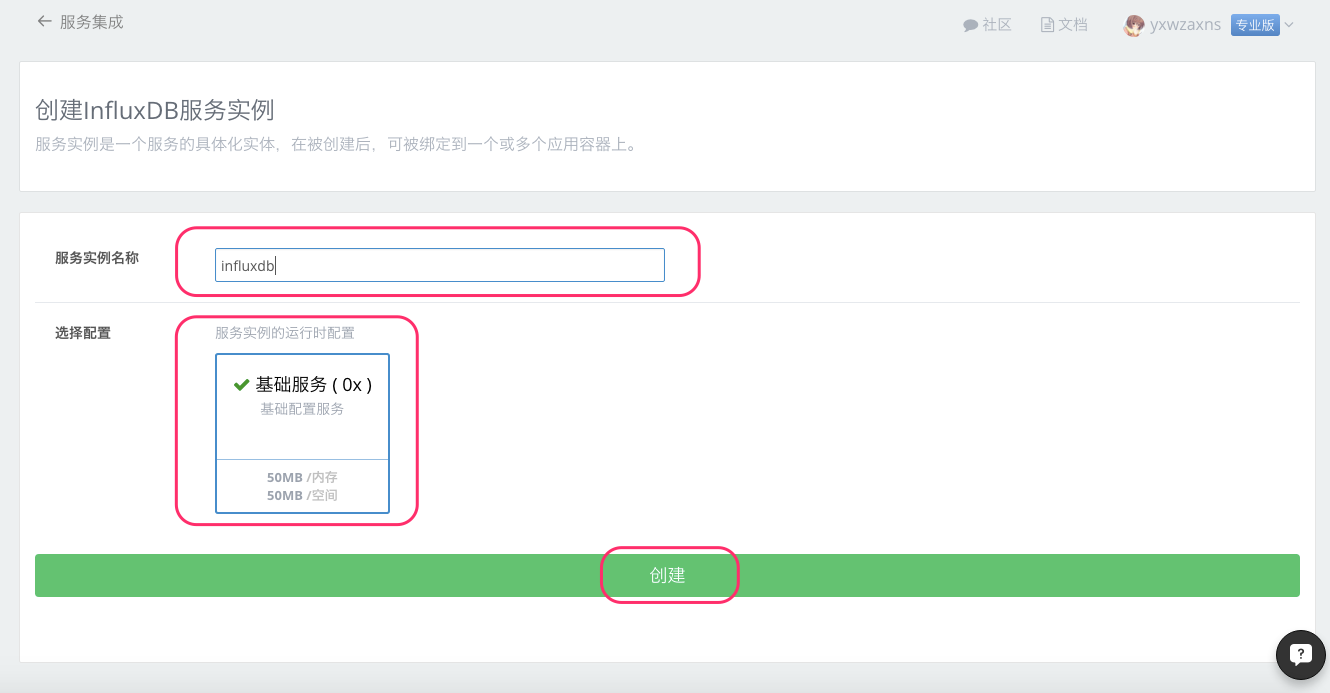 服务集成
社区 文档 yxwzaxns 专业版
创建InfluxDB服务实例
服务实例是一个服务的具体化实体，在被创建后，可被绑定到一个或多个应用容器上。
服务实例名称
influxdb
选择配置
服务实例的运行时配置
基础服务 ( 0x )
基础配置服务
50MB /内存
50MB /空间
创建
?